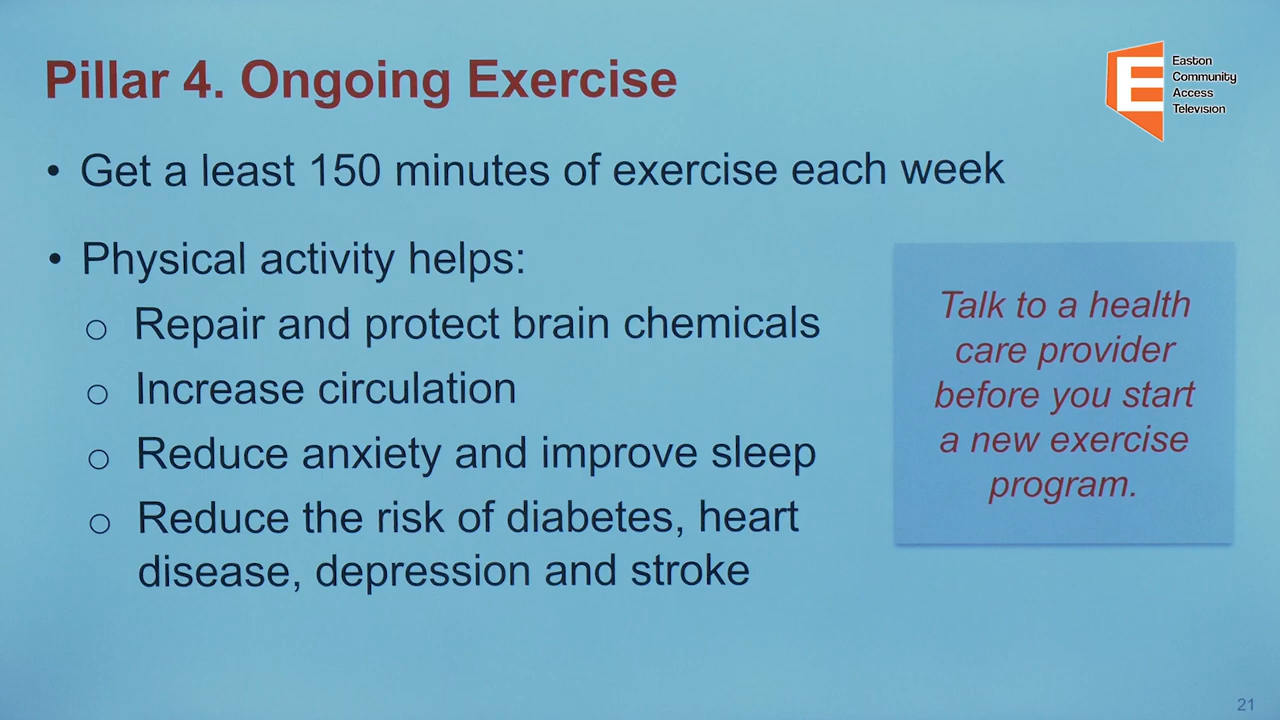 Pillar 4. Ongoing Exercise
Easton
Community
Access
Television
• Get a least 150 minutes of exercise each week
• Physical activity helps:
o Repair and protect brain chemicals
o Increase circulation
o Reduce anxiety and improve sleep
o Reduce the risk of diabetes, heart
disease, depression and stroke
Talk to a health
care provider
before you start
a new exercise
program.
21